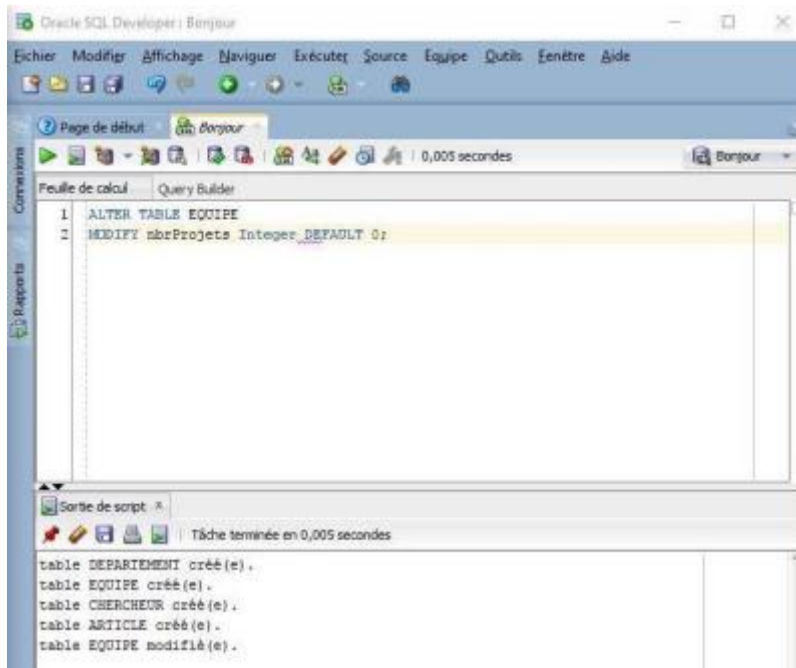 Oracle SQL Developer : Bonjour
Fichier Modifier Affichage Naviguer Exécuter Source Equipe Outils Fenêtre Aide
Page de début Bonjour
0,005 secondes Bonjour
Feuille de calcul Query Builder
1 ALTER TABLE EQUIPE
2 MODIFY nbrProjets Integer DEFAULT 0;
Connexions
Rapports
Sortie de script
Tâche terminée en 0,005 secondes
table DEPARTEMENT créé(e).
table EQUIPE créé(e).
table CHERCHEUR créé(e).
table ARTICLE créé(e).
table EQUIPE modifié(e).